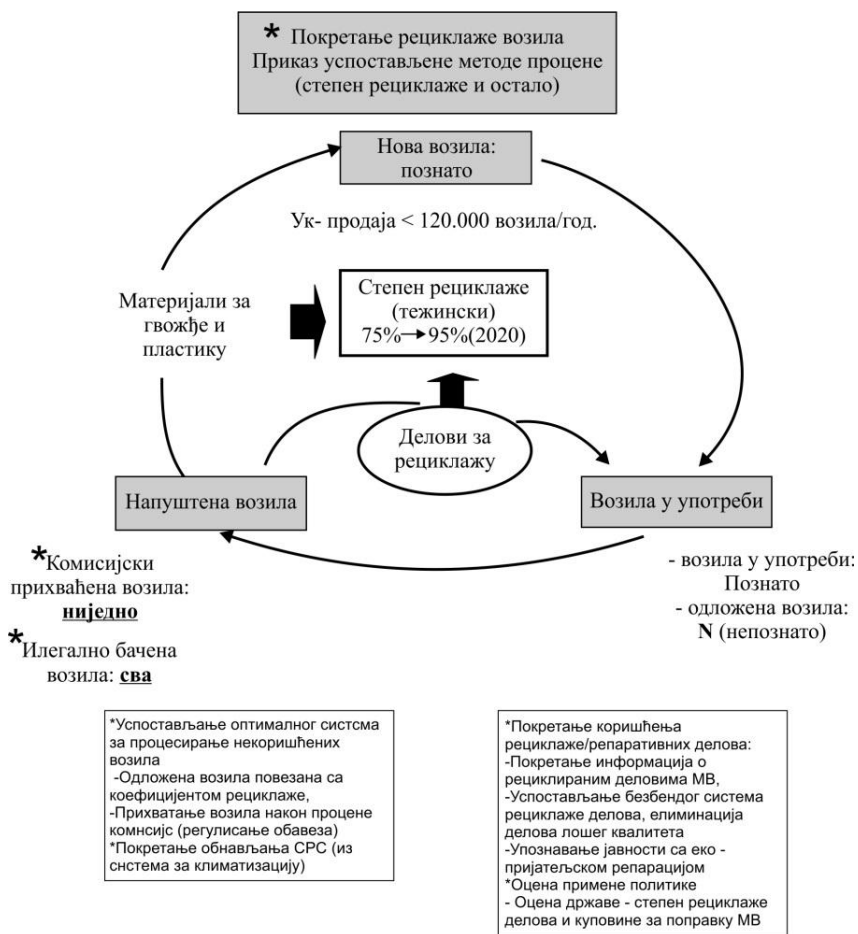 * Покретање рециклаже возила
Приказ успостављене методе процене
(степен рециклаже и остало)
Нова возила:
познато
Ук- продаја < 120.000 возила/год.
Материјали за
гвожђе и
пластику
Степен рециклаже
(тежински)
75%→95%(2020)
Делови за
рециклажу
Напуштена возила
Возила у употреби
*Комисијски
прихваћена возила:
ниједно
*Илегално бачена
возила: сва
- возила у употреби:
Познато
- одложена возила:
N (непознато)
*Успостављање оптималног систсма
за процесирање некоришћених
возила
-Одложена возила повезана са
коефицијентом рециклаже,
-Прихватање возила након процене
комнсијс (регулисање обавеза)
*Покретање обнављања СРС (из
снстема за климатизацију)
*Покретање коришћења
рециклаже/репаративних делова:
-Покретање информација о
рециклираним деловима МВ,
-Успостављање безбендог система
рециклаже делова, елиминација
делова лошег квалитета
-Упознавање јавности са еко -
пријатељском репарацијом
*Оцена примене политике
- Оцена државе - степен рециклаже
делова и куповине за поправку МВ